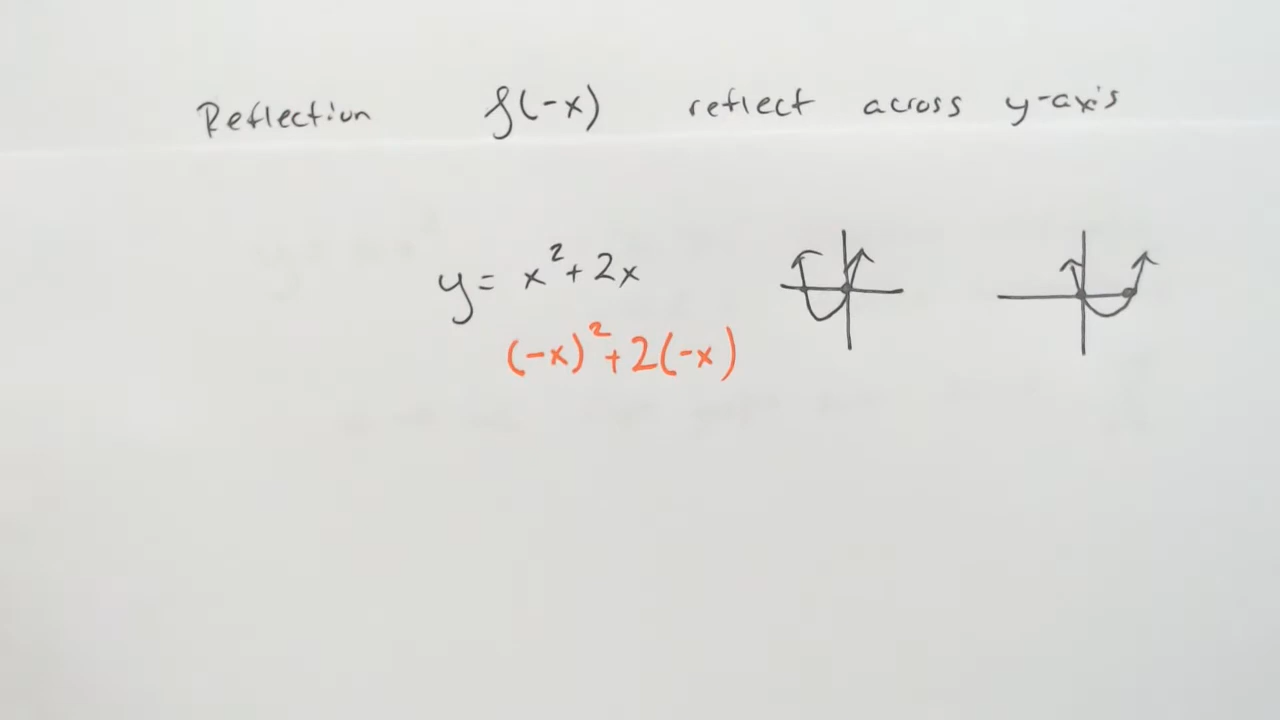 Reflection f(-x) reflect across y-axis
y = x²+2x
(-x)²+2(-x)